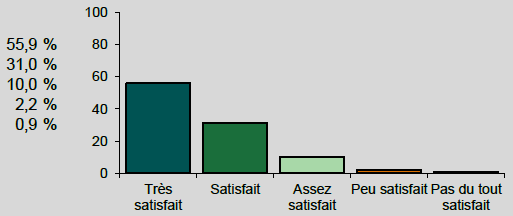 55,9 %
31,0 %
10,0 %
2,2 %
0,9 %
100
80
60
40
20
0
Très satisfait
Satisfait
Assez satisfait
Peu satisfait
Pas du tout satisfait